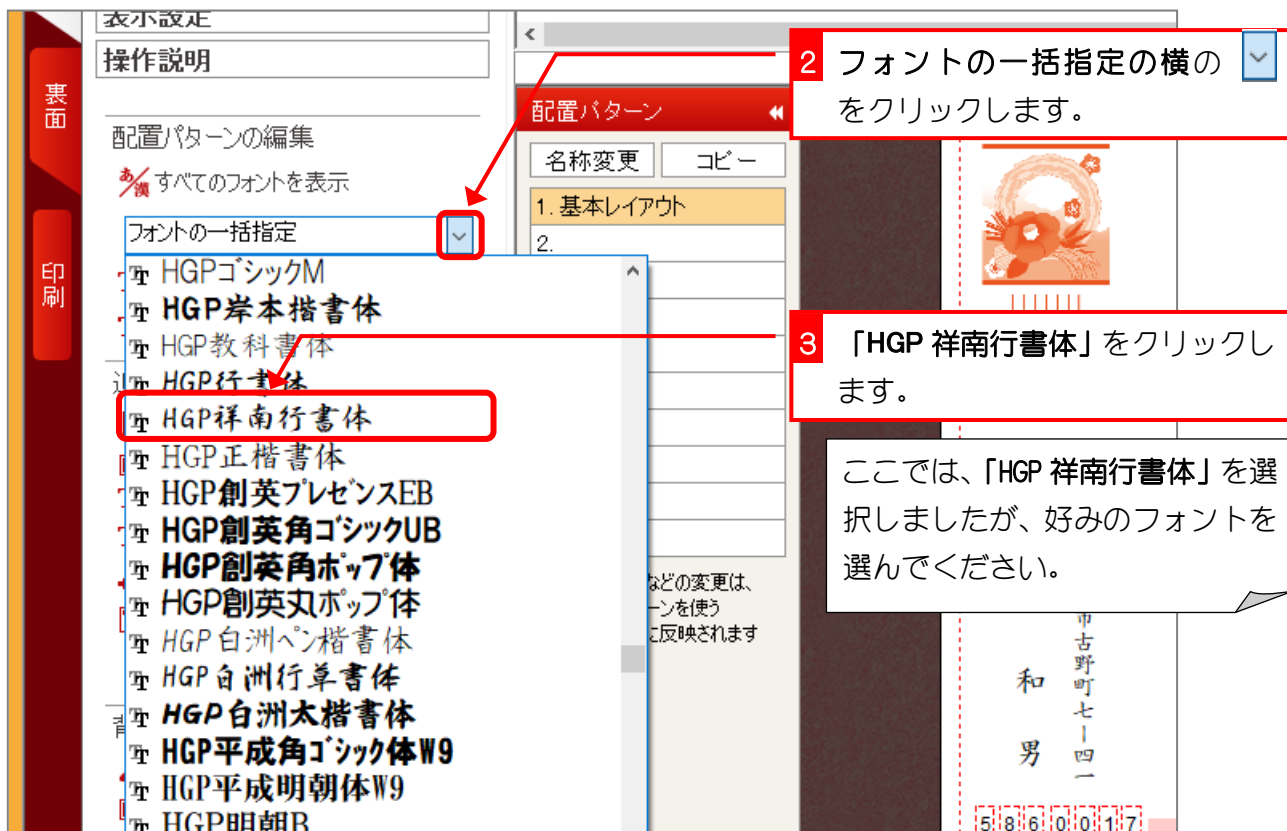 表示設定
操作説明
裏面
印刷
配置パターンの編集
あ漢 すべてのフォントを表示
フォントの一括指定
HGPゴシックM
HGP岸本楷書体
HGP教科書体
HGP行書体
HGP祥南行書体
HGP正楷書体
HGP創英プレゼンスEB
HGP創英角ゴシックUB
HGP創英角ポップ体
HGP創英丸ポップ体
HGP白洲ペン楷書体
HGP白洲行草書体
HGP白洲太楷書体
HGP平成角ゴシック体W9
HGP平成明朝体W9
HGP明朝B
配置パターン
名称変更 コピー
1. 基本レイアウト
2.
などの変更は、
ーンを使う
に反映されます
2 フォントの一括指定の横の
をクリックします。
3 「HGP 祥南行書体」をクリックし
ます。
ここでは、「HGP 祥南行書体」を選
択しましたが、好みのフォントを
選んでください。
市古野町七ー四一
和男
5860017